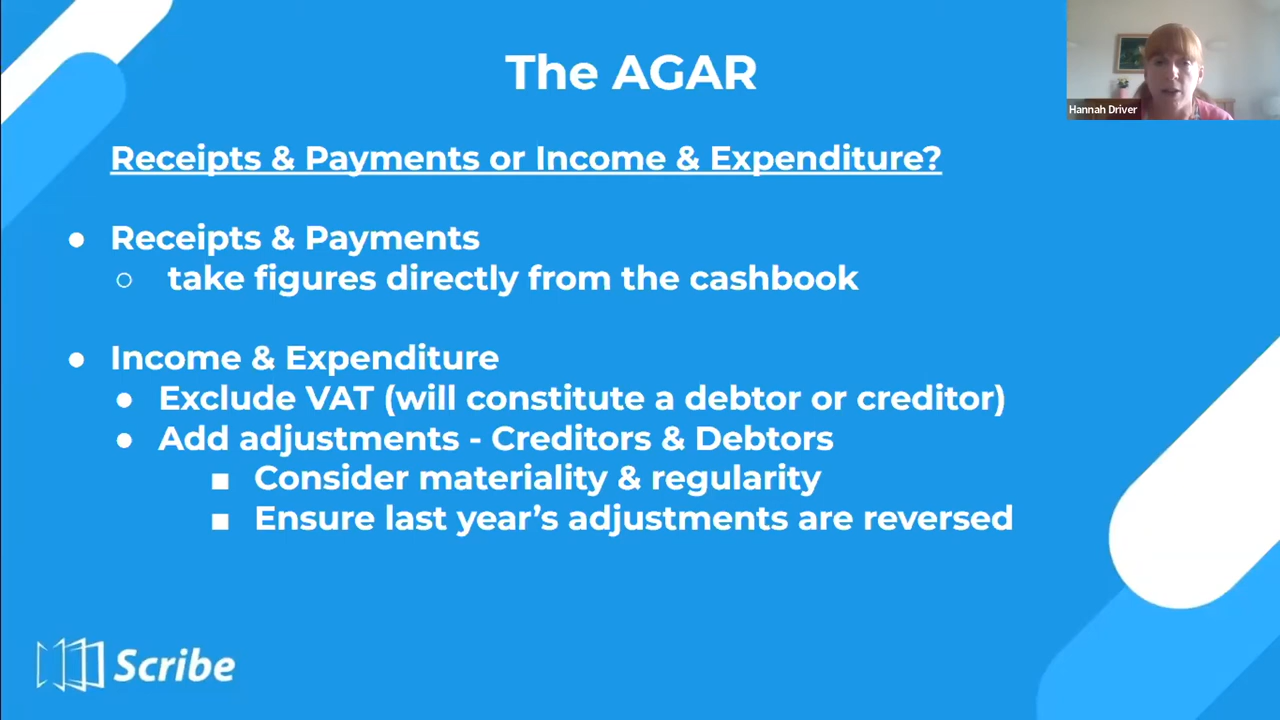 The AGAR
Hannah Driver
Receipts & Payments or Income & Expenditure?
● Receipts & Payments
○ take figures directly from the cashbook
● Income & Expenditure
● Exclude VAT (will constitute a debtor or creditor)
● Add adjustments - Creditors & Debtors
■ Consider materiality & regularity
■ Ensure last year's adjustments are reversed
Scribe